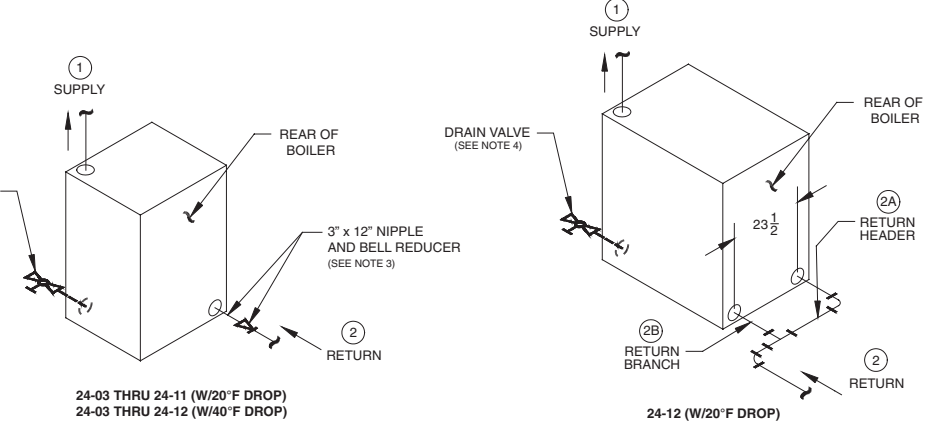 1
SUPPLY
REAR OF
BOILER
3" x 12" NIPPLE
AND BELL REDUCER
(SEE NOTE 3)
2
RETURN
24-03 THRU 24-11 (W/20°F DROP)
24-03 THRU 24-12 (W/40°F DROP)
1
SUPPLY
DRAIN VALVE
(SEE NOTE 4)
REAR OF
BOILER
23 1/2
2A
RETURN
HEADER
2B
RETURN
BRANCH
2
RETURN
24-12 (W/20°F DROP)